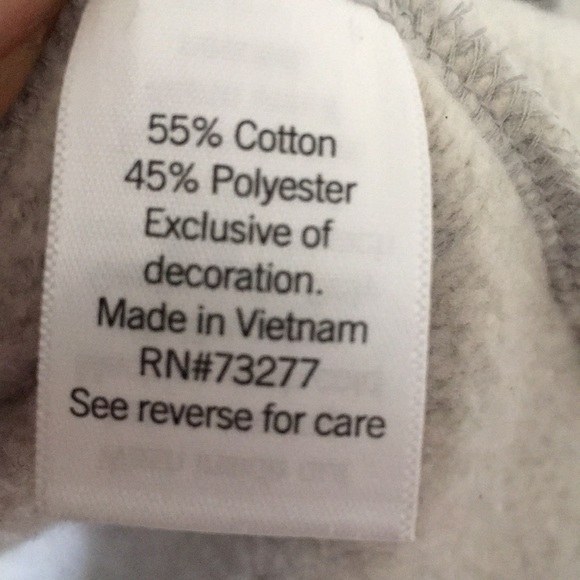 55% Cotton
45% Polyester
Exclusive of
decoration.
Made in Vietnam
RN#73277
See reverse for care